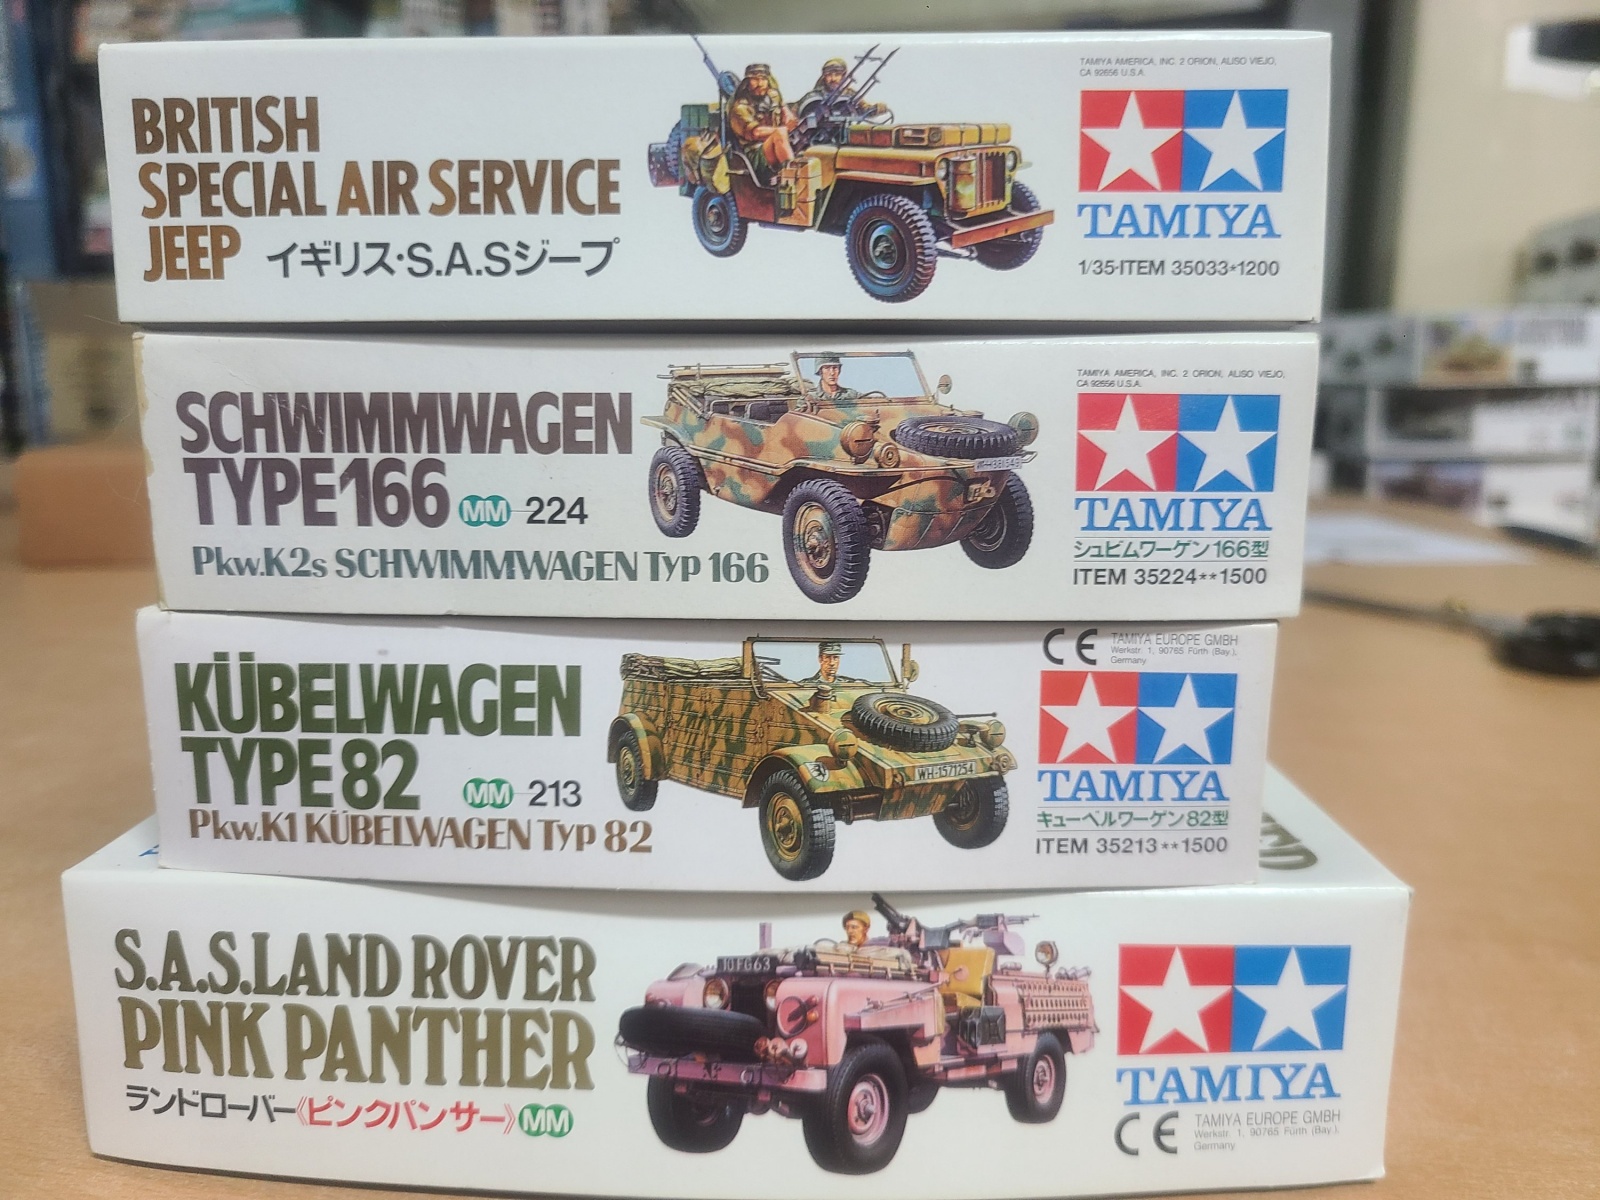 BRITISH
SPECIAL AIR SERVICE
JEEP イギリス・S.A.Sジープ
TAMIYA AMERICA, INC. 2 ORION, ALISO VIEJO,
CA 92656 U.S.A.
TAMIYA
1/35・ITEM 35033*1200
SCHWIMMWAGEN
TYPE 166 MM 224
Pkw.K2s SCHWIMMWAGEN Typ 166
TAMIYA AMERICA, INC. 2 ORION, ALISO VIEJO,
CA 92656 U.S.A.
TAMIYA
シュビムワーゲン166型
ITEM 35224**1500
KÜBELWAGEN
TYPE 82 MM 213
Pkw.K1 KÜBELWAGEN Typ 82
WH-1571254
CE TAMIYA EUROPE GMBH
Werkstr. 1, 90765 Fürth (Bay.),
Germany
TAMIYA
キューベルワーゲン82型
ITEM 35213**1500
S.A.S. LAND ROVER
PINK PANTHER
ランドローバー《ピンクパンサー》MM
10FG63
TAMIYA
CE TAMIYA EUROPE GMBH
Werkstr. 1, 90765 Fürth (Bay.),
Germany